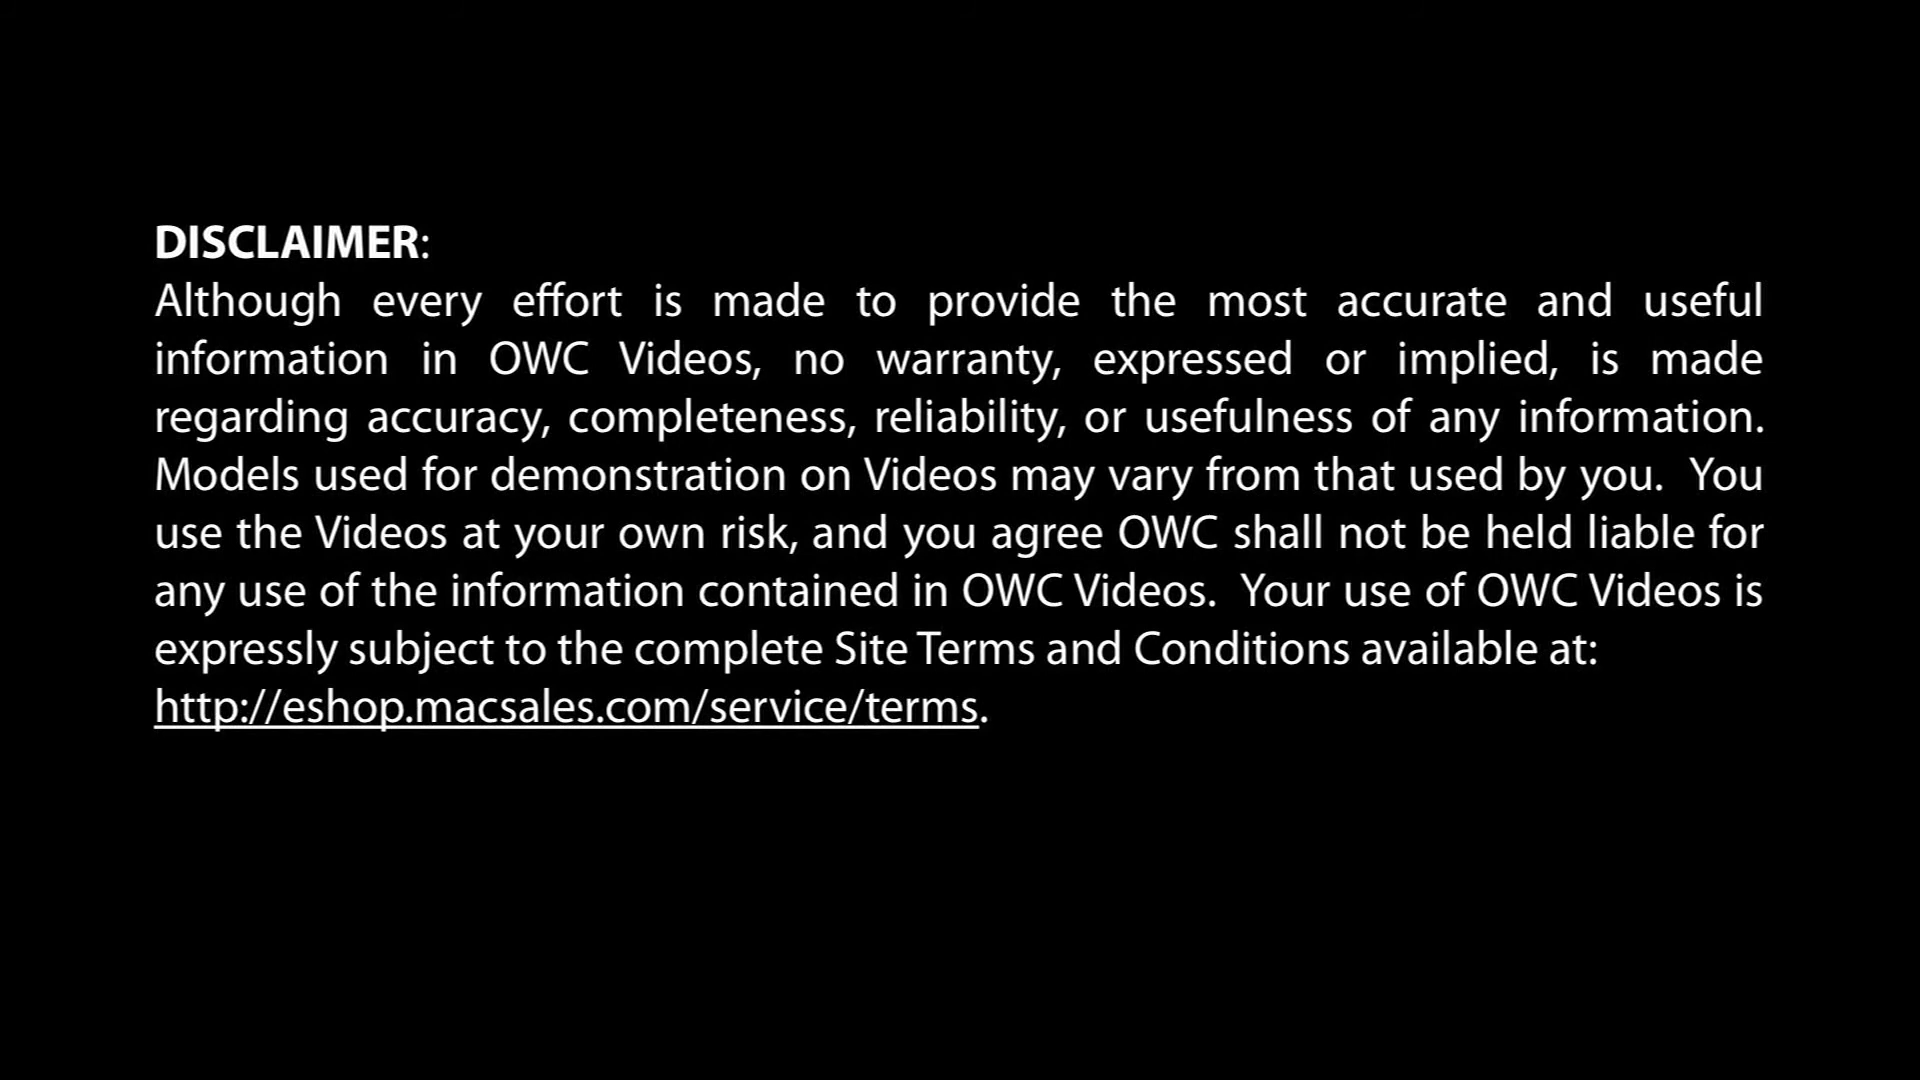 DISCLAIMER:
Although every effort is made to provide the most accurate and useful
information in OWC Videos, no warranty, expressed or implied, is made
regarding accuracy, completeness, reliability, or usefulness of any information.
Models used for demonstration on Videos may vary from that used by you.  You
use the Videos at your own risk, and you agree OWC shall not be held liable for
any use of the information contained in OWC Videos.  Your use of OWC Videos is
expressly subject to the complete Site Terms and Conditions available at:
http://eshop.macsales.com/service/terms.